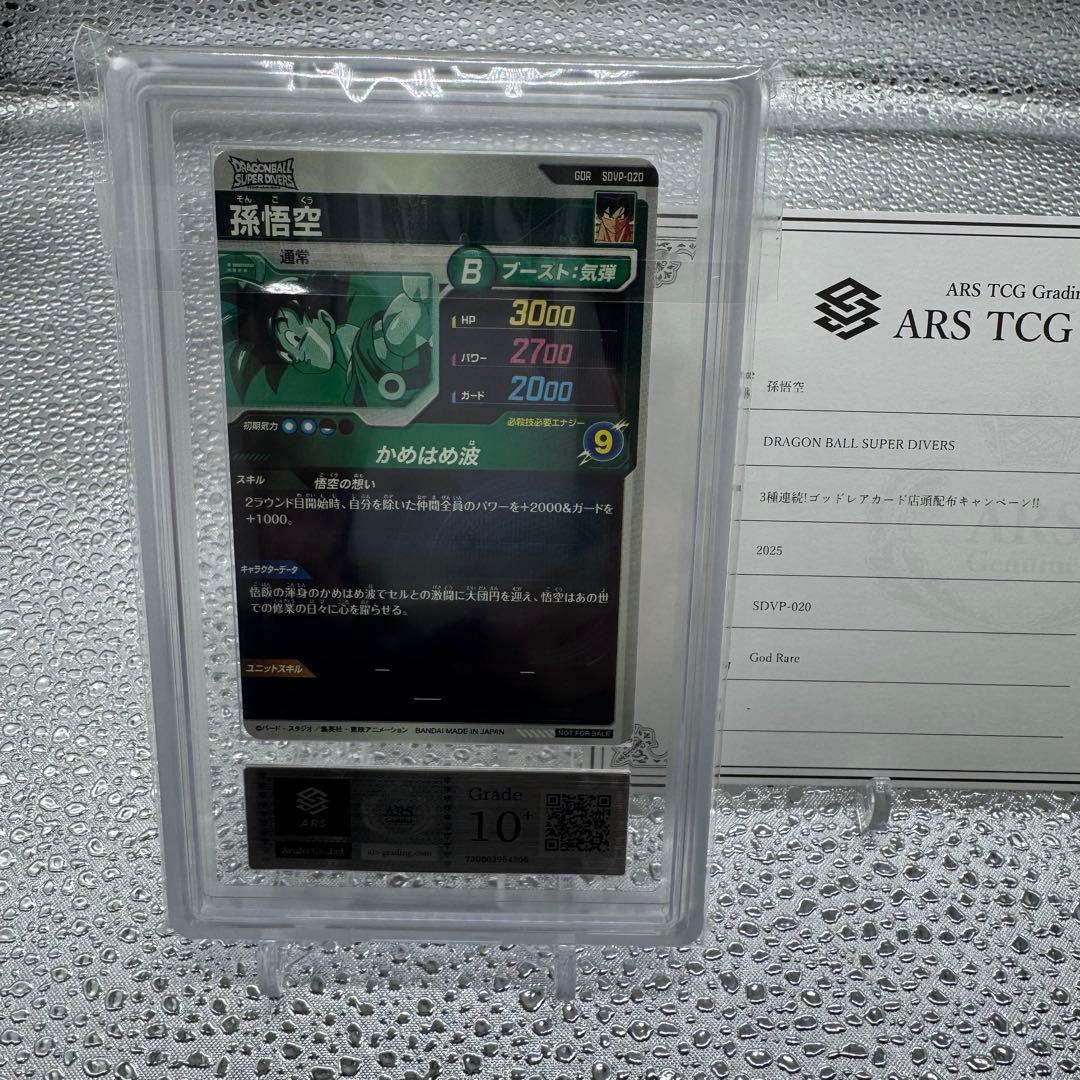 DRAGONBALL
SUPER DIVERS
GDR SDVP-020
そん ご くう
孫悟空
通常
B ブースト:気弾
HP 3000
パワー 2700
ガード 2000
初期気力
必殺技必要エナジー
9
は
かめはめ波
スキル
悟空の想い
2ラウンド目開始時、自分を除いた仲間全員のパワーを+2000&ガードを
+1000。
キャラクターデータ
悟飯の渾身のかめはめ波でセルとの激闘に大団円を迎え、悟空はあの世
での修業の日々に心を躍らせる。
ユニットスキル
©バード・スタジオ/集英社・東映アニメーション BANDAI MADE IN JAPAN
NOT FOR SALE
ARS
ARS
ars-grading.com
Grade
10+
ARS TCG Gradin
ARS TCG
孫悟空
DRAGON BALL SUPER DIVERS
3種連続!ゴッドレアカード店頭配布キャンペーン!!
2025
SDVP-020
God Rare